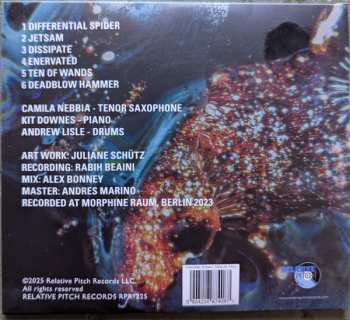 1 DIFFERENTIAL SPIDER
2 JETSAM
3 DISSIPATE
4 ENERVATED
5 TEN OF WANDS
6 DEADBLOW HAMMER
CAMILA NEBBIA - TENOR SAXOPHONE
KIT DOWNES - PIANO
ANDREW LISLE - DRUMS
ART WORK: JULIANE SCHÜTZ
RECORDING: RABIH BEAINI
MIX: ALEX BONNEY
MASTER: ANDRES MARINO
RECORDED AT MORPHINE RAUM, BERLIN 2023
©2025 Relative Pitch Records LLC.
All rights reserved
RELATIVE PITCH RECORDS RPR1225